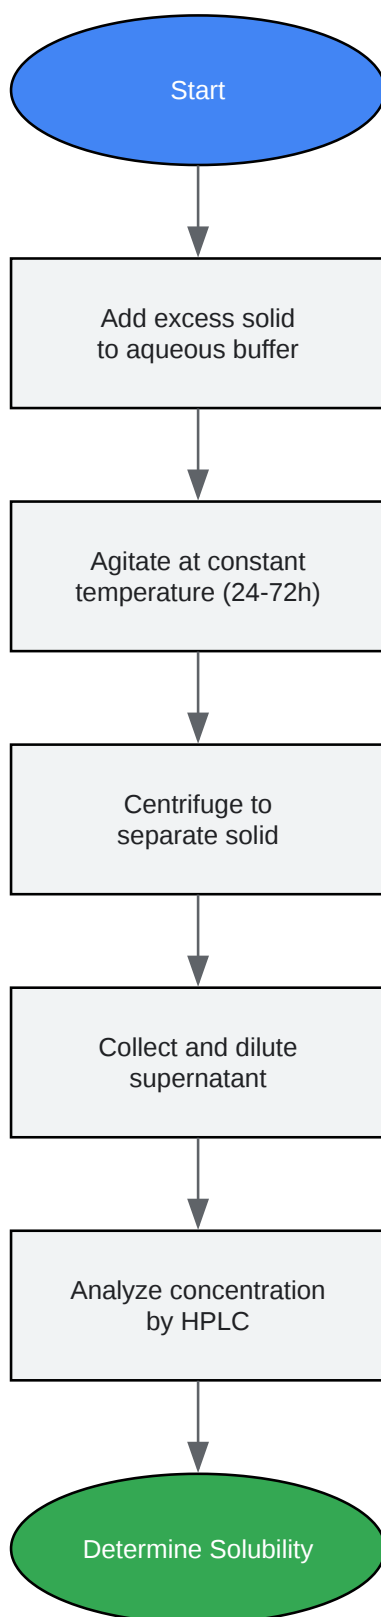 Start
Add excess solid
to aqueous buffer
Agitate at constant
temperature (24-72h)
Centrifuge to
separate solid
Collect and dilute
supernatant
Analyze concentration
by HPLC
Determine Solubility